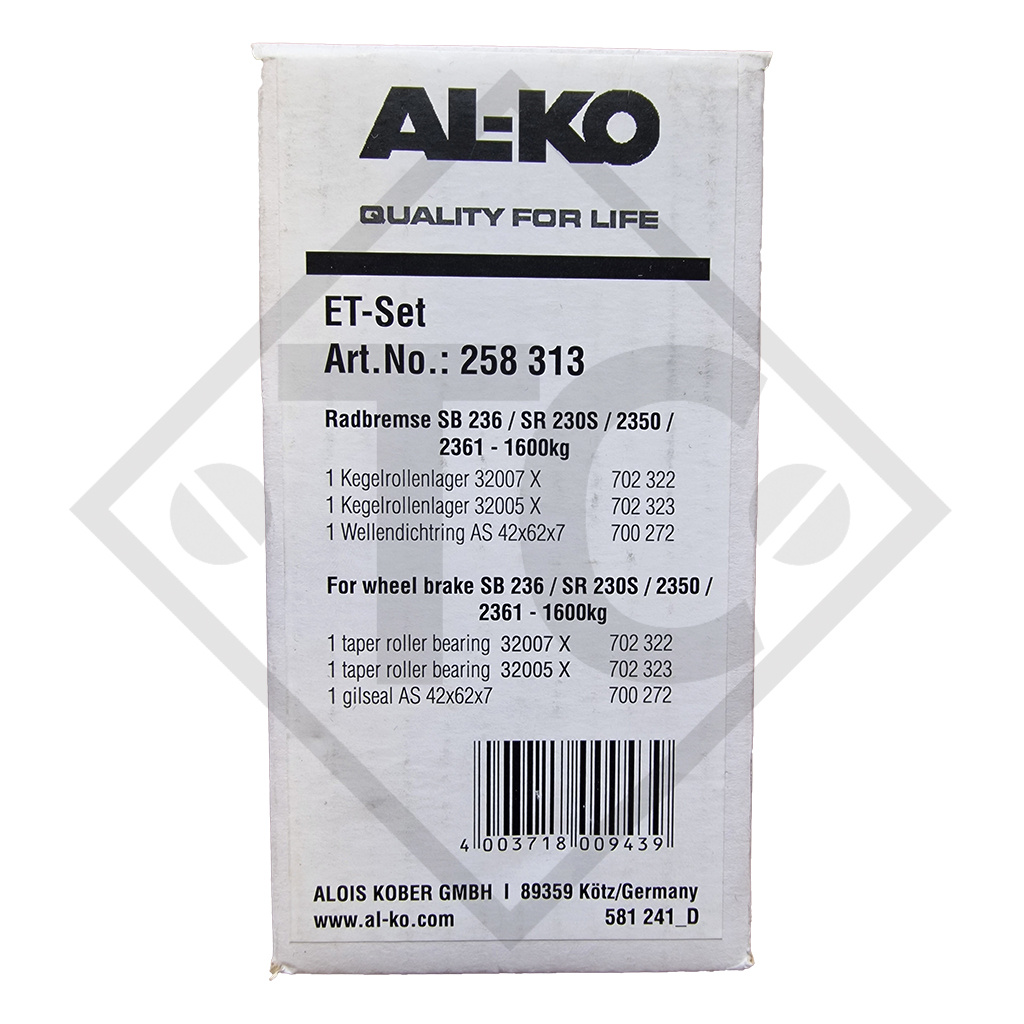 AL-KO
QUALITY FOR LIFE
ET-Set
Art.No.: 258 313
Radbremse SB 236 / SR 230S / 2350 /
2361 - 1600kg
1 Kegelrollenlager 32007 X 702 322
1 Kegelrollenlager 32005 X 702 323
1 Wellendichtring AS 42x62x7 700 272
For wheel brake SB 236 / SR 230S / 2350 /
2361 - 1600kg
1 taper roller bearing 32007 X 702 322
1 taper roller bearing 32005 X 702 323
1 gilseal AS 42x62x7 700 272
4 003718 009439
ALOIS KOBER GMBH I 89359 Kötz/Germany
www.al-ko.com 581 241_D
TC